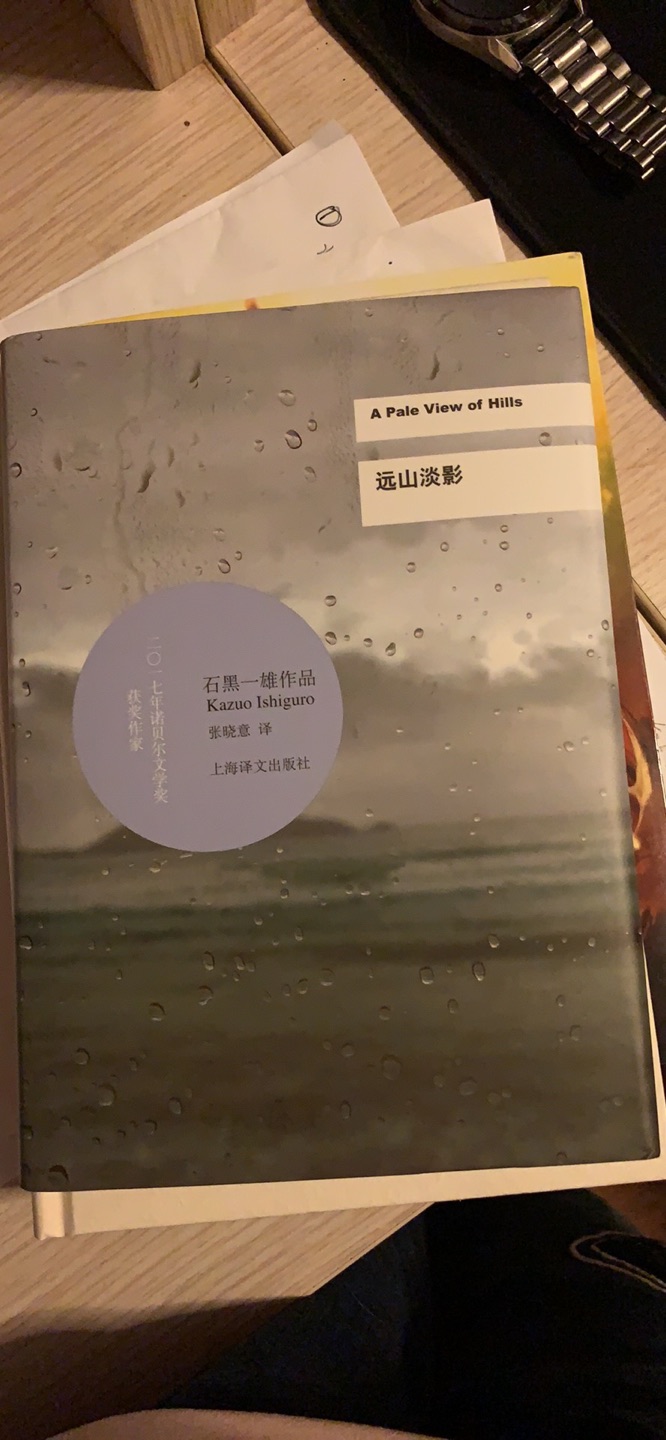 A Pale View of Hills
远山淡影
二〇一七年诺贝尔文学奖
获奖作家
石黑一雄作品
Kazuo Ishiguro
张晓意 译
上海译文出版社